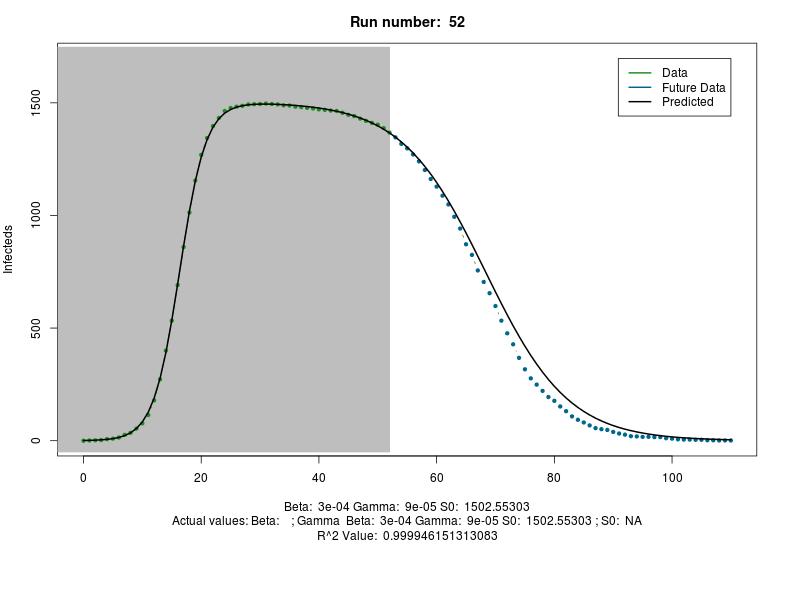 Run number: 52
Data
Future Data
Predicted
Infecteds
1500
1000
500
0
0 20 40 60 80 100
Beta: 3e-04 Gamma: 9e-05 S0: 1502.55303
Actual values: Beta: ; Gamma Beta: 3e-04 Gamma: 9e-05 S0: 1502.55303 ; S0: NA
R^2 Value: 0.999946151313083